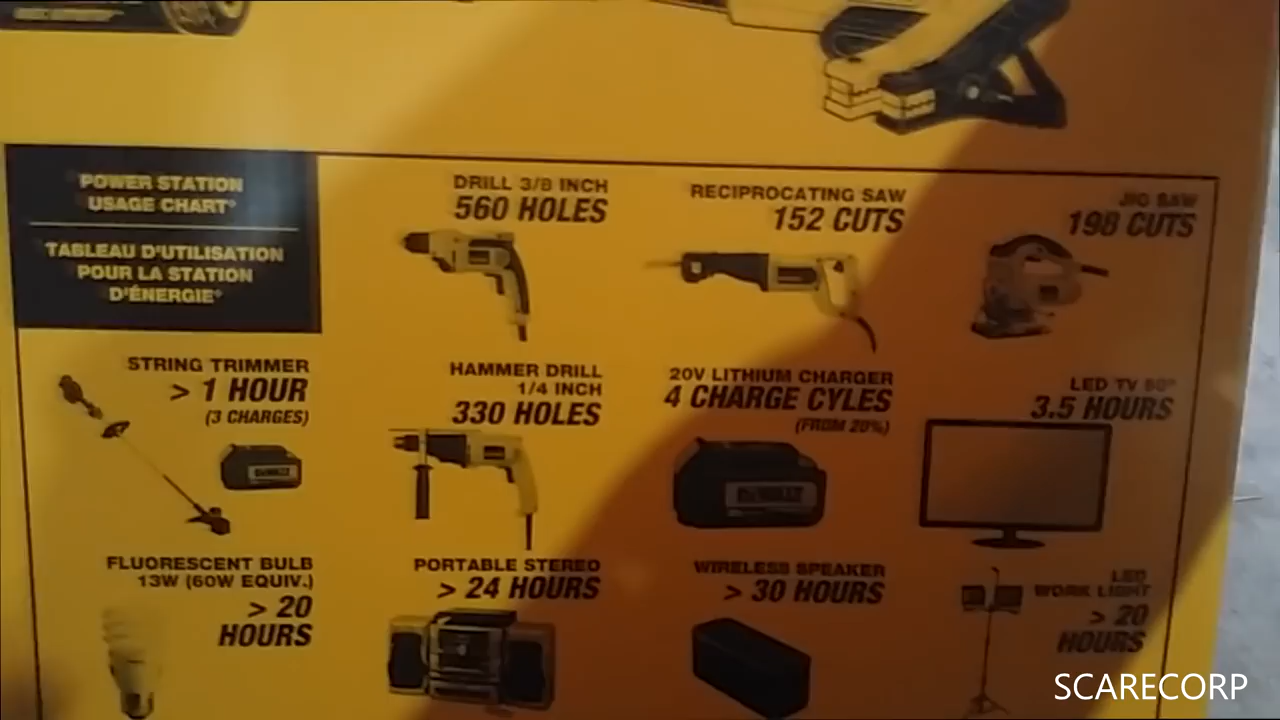 POWER STATION
USAGE CHART*
TABLEAU D'UTILISATION
POUR LA STATION
D'ÉNERGIE*
DRILL 3/8 INCH
560 HOLES
RECIPROCATING SAW
152 CUTS
JIG SAW
198 CUTS
STRING TRIMMER
> 1 HOUR
(3 CHARGES)
DEWALT
HAMMER DRILL
1/4 INCH
330 HOLES
20V LITHIUM CHARGER
4 CHARGE CYLES
(FROM 20%)
DEWALT
LED TV
3.5 HOURS
FLUORESCENT BULB
13W (60W EQUIV.)
> 20
HOURS
PORTABLE STEREO
> 24 HOURS
WIRELESS SPEAKER
> 30 HOURS
LED
WORK LIGHT
> 20
HOURS
SCARECORP